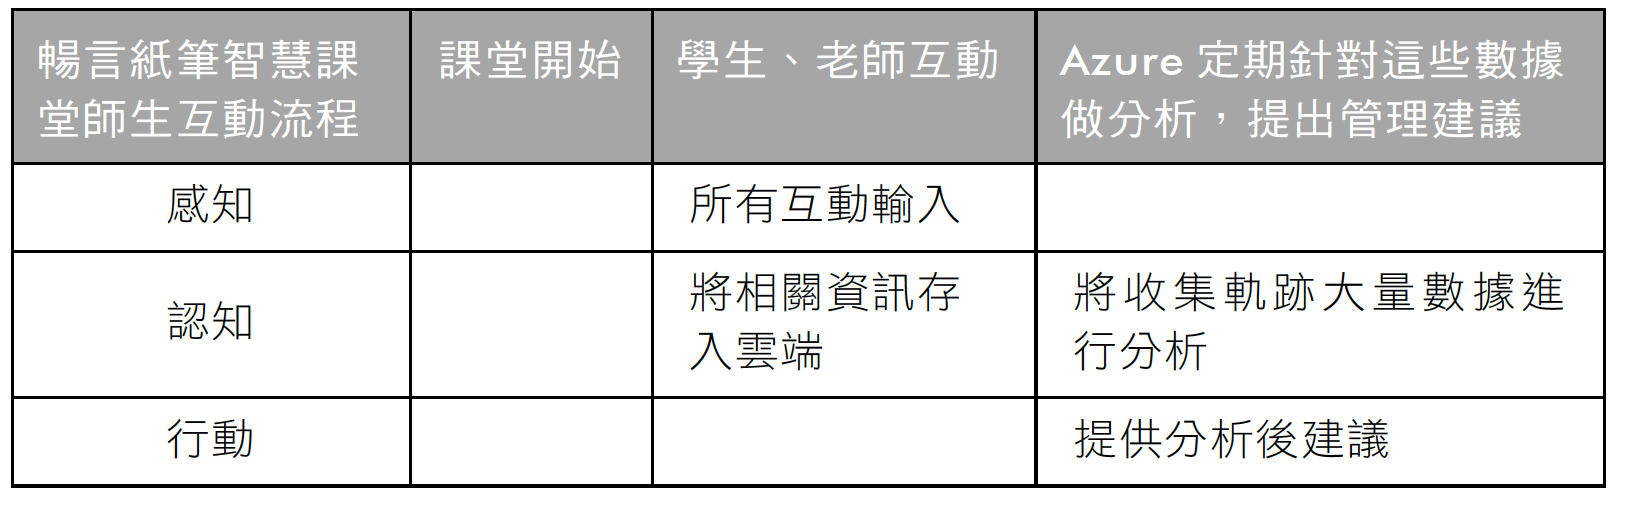 暢言紙筆智慧課
堂師生互動流程
課堂開始
學生、老師互動
Azure 定期針對這些數據
做分析，提出管理建議
感知
所有互動輸入
認知
將相關資訊存
入雲端
將收集軌跡大量數據進
行分析
行動
提供分析後建議